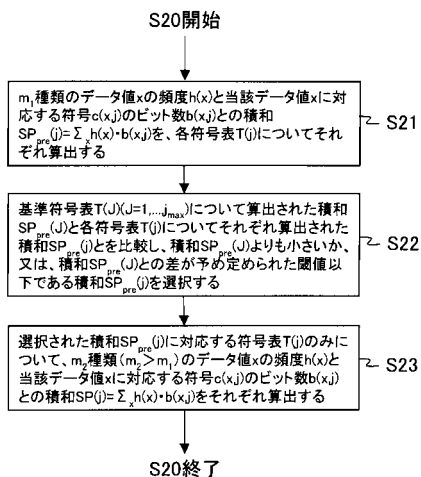 S20開始
m₁種類のデータ値xの頻度h(x)と当該データ値xに対
応する符号c(x,j)のビット数b(x,j)との積和
SPpre(j)=Σxh(x)・b(x,j)を、各符号表T(j)についてそれ
ぞれ算出する
S21
基準符号表T(J)(J=1,...,jmax)について算出された積和
SPpre(J)と各符号表T(j)についてそれぞれ算出された
積和SPpre(j)とを比較し、積和SPpre(J)よりも小さいか、
又は、積和SPpre(J)との差が予め定められた閾値以
下である積和SPpre(j)を選択する
S22
選択された積和SPpre(j)に対応する符号表T(j)のみに
ついて、m₂種類(m₂>m₁)のデータ値xの頻度h(x)と
当該データ値xに対応する符号c(x,j)のビット数b(x,j)
との積和SP(j)=Σxh(x)・b(x,j)をそれぞれ算出する
S23
S20終了